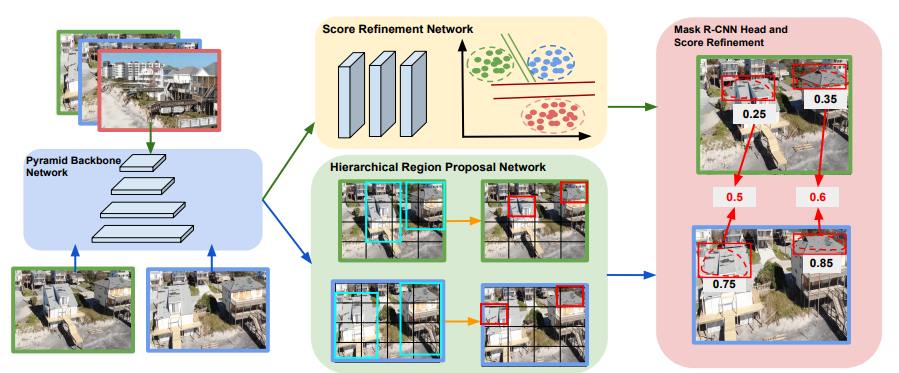 Score Refinement Network
Mask R-CNN Head and
Score Refinement
Pyramid Backbone
Network
Hierarchical Region Proposal Network
0.35
0.25
0.5
0.6
0.85
0.75